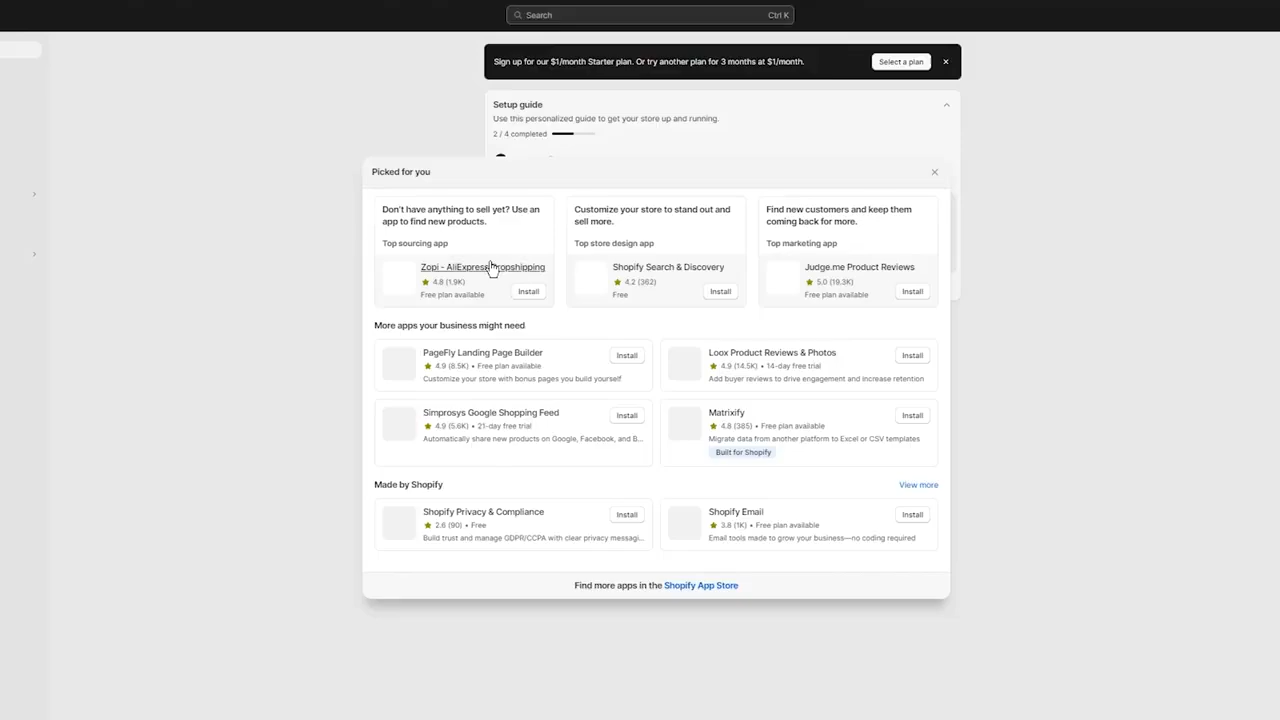 Search
Ctrl K
Sign up for our $1/month Starter plan. Or try another plan for 3 months at $1/month.
Select a plan
Setup guide
Use this personalized guide to get your store up and running.
2 / 4 completed
Picked for you
Don't have anything to sell yet? Use an
app to find new products.
Top sourcing app
Zopi - AliExpress Dropshipping
4.8 (1.9K)
Free plan available
Install
Customize your store to stand out and
sell more.
Top store design app
Shopify Search & Discovery
4.2 (362)
Free
Install
Find new customers and keep them
coming back for more.
Top marketing app
Judge.me Product Reviews
5.0 (19.3K)
Free plan available
Install
More apps your business might need
PageFly Landing Page Builder
4.9 (8.5K) • Free plan available
Customize your store with bonus pages you build yourself
Install
Loox Product Reviews & Photos
4.9 (14.5K) • 14-day free trial
Add buyer reviews to drive engagement and increase retention
Install
Simprosys Google Shopping Feed
4.9 (5.6K) • 21-day free trial
Automatically share new products on Google, Facebook, and B...
Install
Matrixify
4.8 (385) • Free plan available
Migrate data from another platform to Excel or CSV templates
Built for Shopify
Install
Made by Shopify
View more
Shopify Privacy & Compliance
2.6 (90) • Free
Build trust and manage GDPR/CCPA with clear privacy messagi...
Install
Shopify Email
3.8 (1K) • Free plan available
Email tools made to grow your business—no coding required
Install
Find more apps in the Shopify App Store